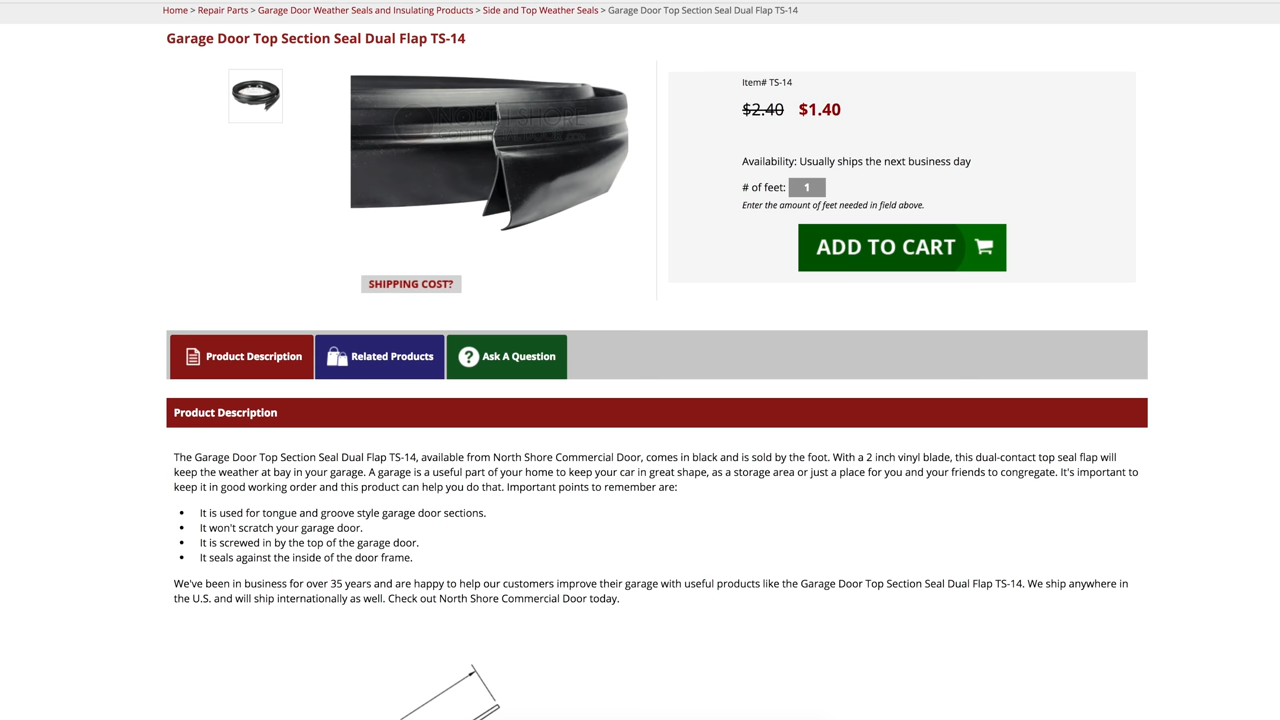 Home > Repair Parts > Garage Door Weather Seals and Insulating Products > Side and Top Weather Seals > Garage Door Top Section Seal Dual Flap TS-14
Garage Door Top Section Seal Dual Flap TS-14
Item# TS-14
$2.40 $1.40
NORTH SHORE
Availability: Usually ships the next business day
# of feet: 1
Enter the amount of feet needed in field above.
ADD TO CART
SHIPPING COST?
Product Description Related Products Ask A Question
Product Description
The Garage Door Top Section Seal Dual Flap TS-14, available from North Shore Commercial Door, comes in black and is sold by the foot. With a 2 inch vinyl blade, this dual-contact top seal flap will
keep the weather at bay in your garage. A garage is a useful part of your home to keep your car in great shape, as a storage area or just a place for you and your friends to congregate. It's important to
keep it in good working order and this product can help you do that. Important points to remember are:
• It is used for tongue and groove style garage door sections.
• It won't scratch your garage door.
• It is screwed in by the top of the garage door.
• It seals against the inside of the door frame.
We've been in business for over 35 years and are happy to help our customers improve their garage with useful products like the Garage Door Top Section Seal Dual Flap TS-14. We ship anywhere in
the U.S. and will ship internationally as well. Check out North Shore Commercial Door today.